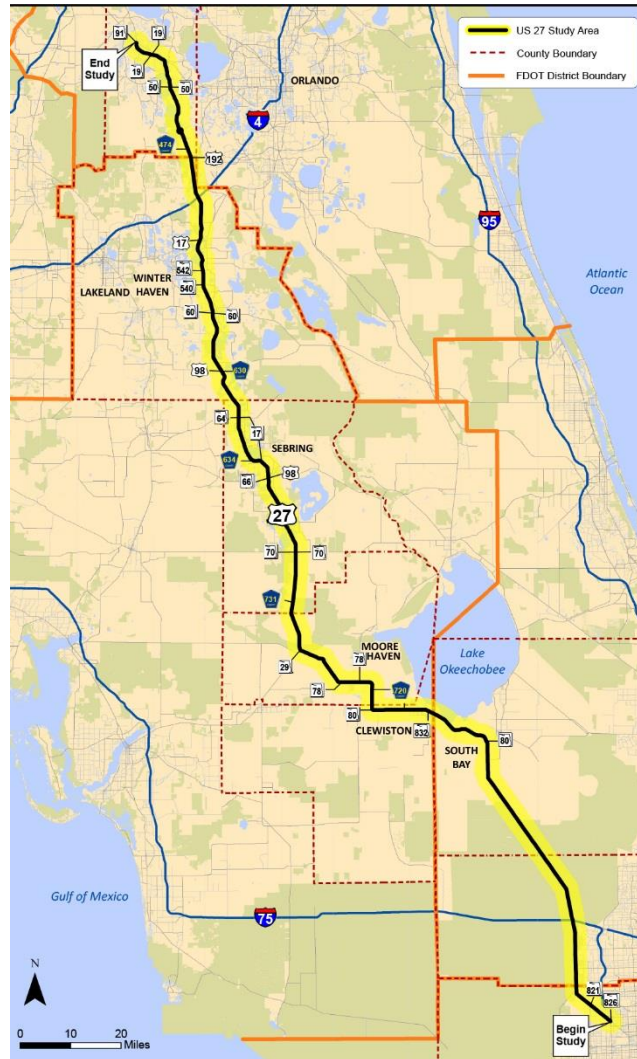 US 27 Study Area
County Boundary
FDOT District Boundary
91
19
End
Study
19
50
50
ORLANDO
4
474
192
95
17
Atlantic
Ocean
542
WINTER
HAVEN
LAKELAND
540
60
60
98
630
64
17
SEBRING
634
98
66
27
70
70
731
MOORE
HAVEN
78
Lake
Okeechobee
29
78
720
80
CLEWISTON
832
SOUTH
BAY
80
Gulf of Mexico
75
N
821
826
Begin
Study
0
10
20
Miles